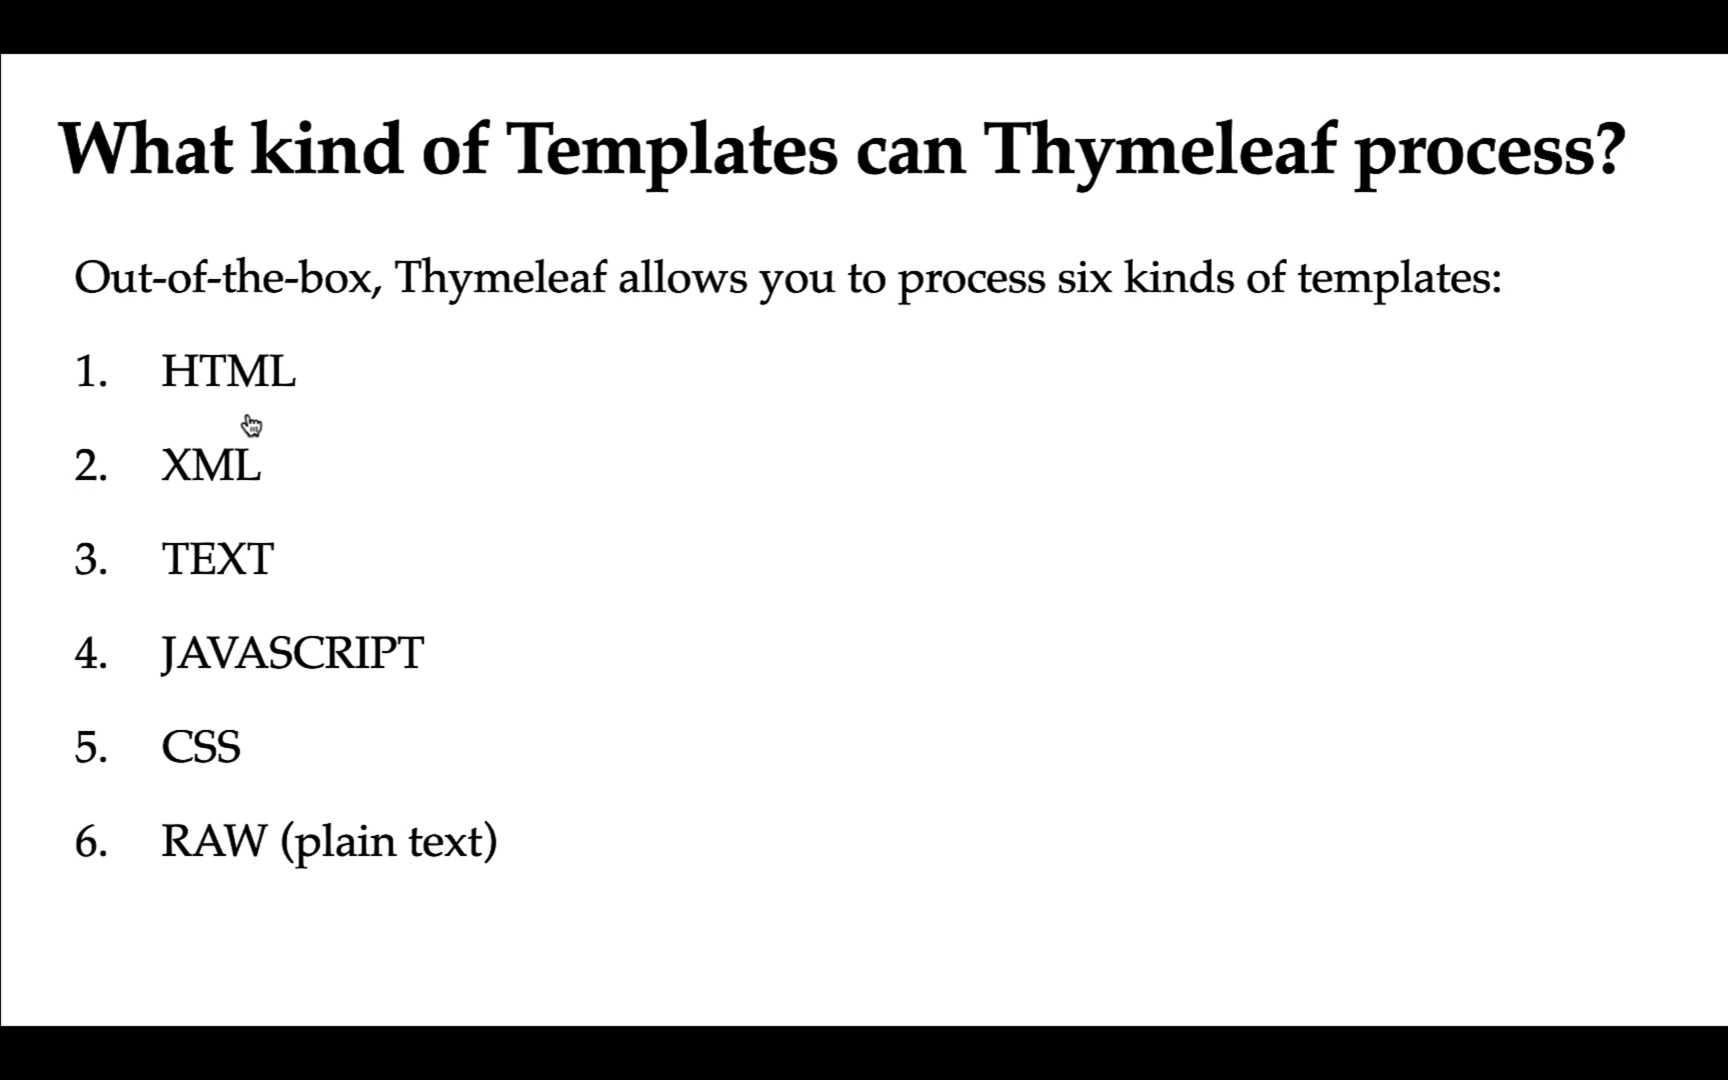 What kind of Templates can Thymeleaf process?
Out-of-the-box, Thymeleaf allows you to process six kinds of templates:
1. HTML
2. XML
3. TEXT
4. JAVASCRIPT
5. CSS
6. RAW (plain text)